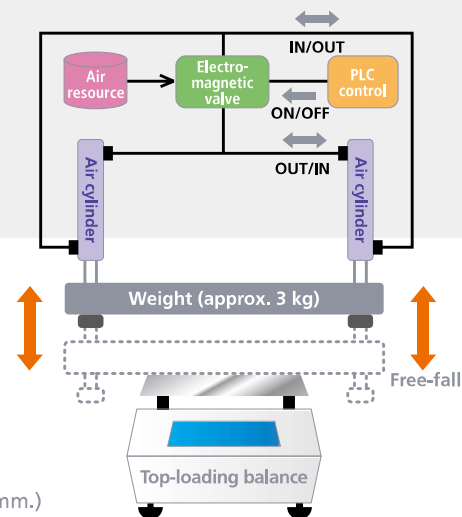 IN/OUT
Air
resource
Electro-
magnetic
valve
PLC
control
ON/OFF
OUT/IN
Air cylinder
Air cylinder
Weight (approx. 3 kg)
Free-fall
Top-loading balance
mm.)